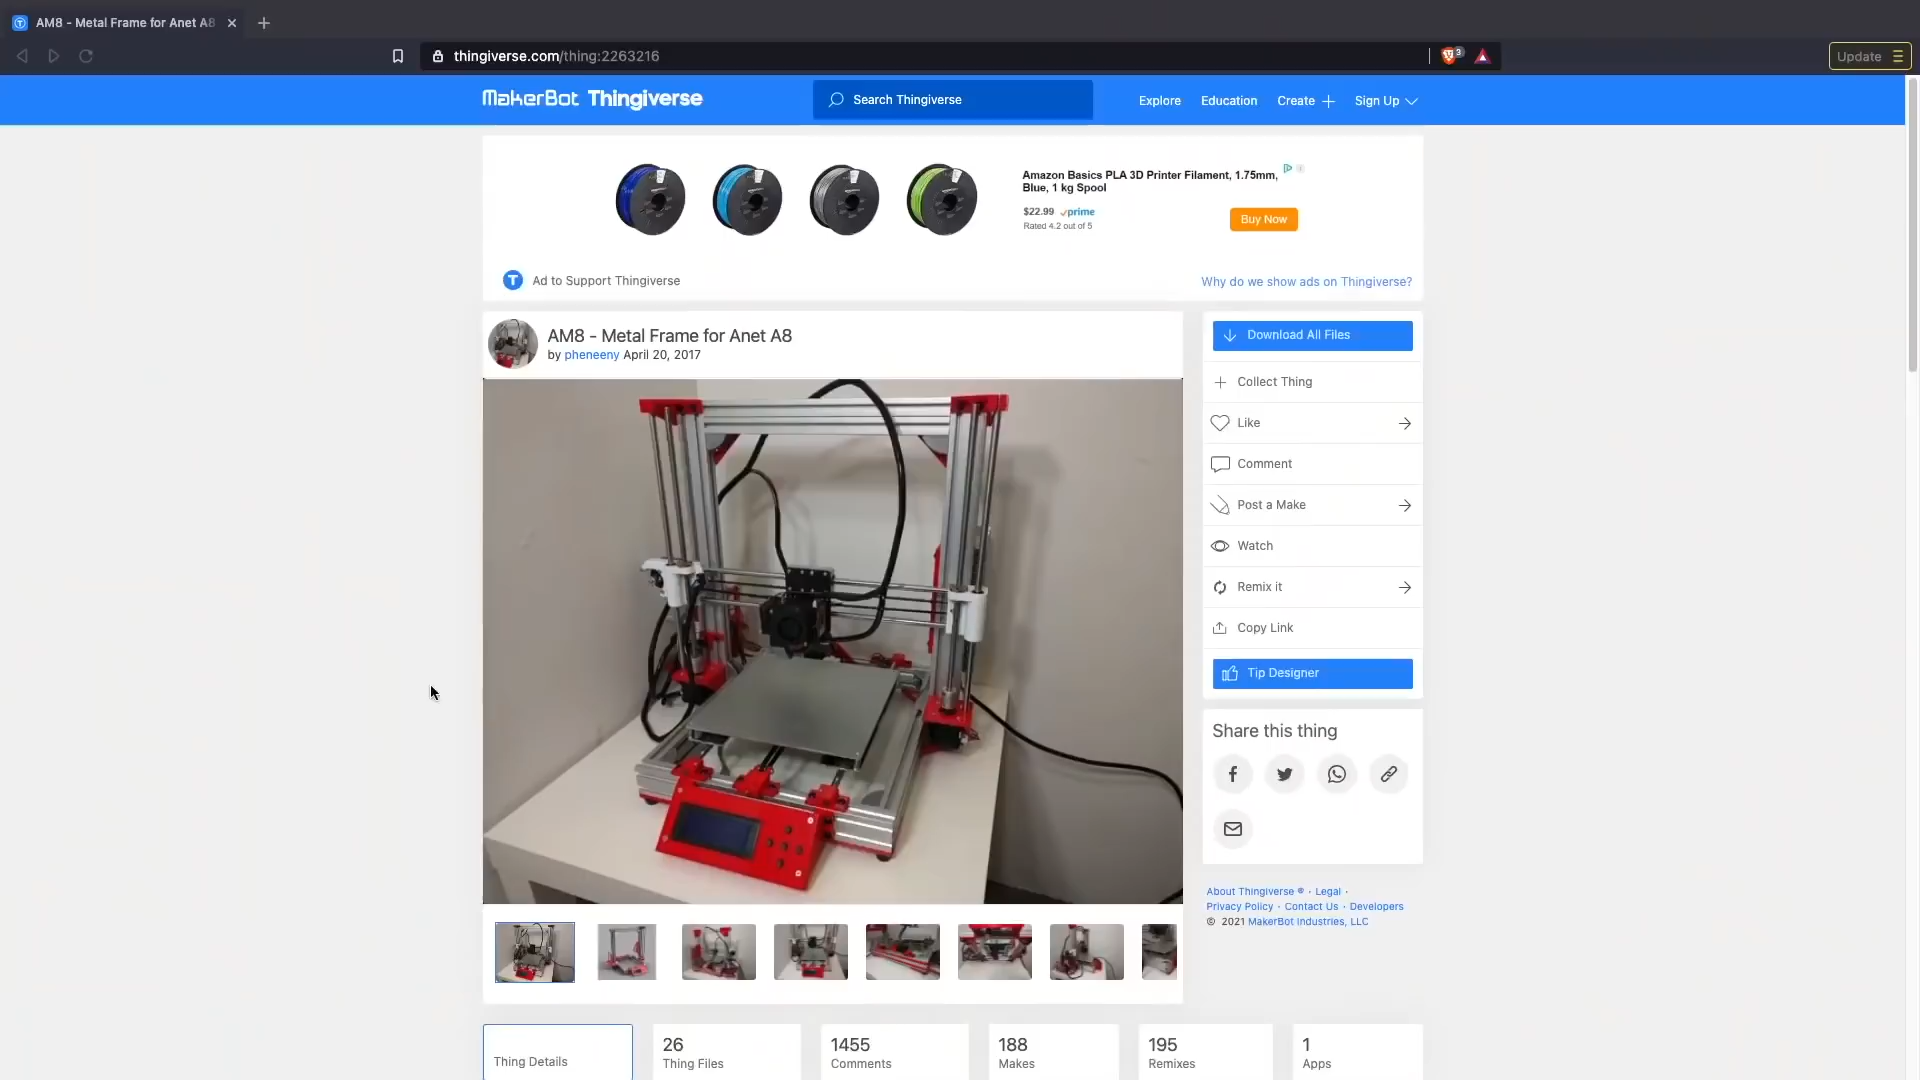 AM8 - Metal Frame for Anet A8
thingiverse.com/thing:2263216
3
Update
MakerBot Thingiverse
Search Thingiverse
Explore
Education
Create
Sign Up
Amazon Basics PLA 3D Printer Filament, 1.75mm,
Blue, 1 kg Spool
$22.99 prime
Rated 4.2 out of 5
Buy Now
T Ad to Support Thingiverse
Why do we show ads on Thingiverse?
AM8 - Metal Frame for Anet A8
by pheneeny April 20, 2017
Download All Files
Collect Thing
Like
Comment
Post a Make
Watch
Remix it
Copy Link
Tip Designer
Share this thing
About Thingiverse ® · Legal ·
Privacy Policy · Contact Us · Developers
© 2021 MakerBot Industries, LLC
Thing Details
26
Thing Files
1455
Comments
188
Makes
195
Remixes
1
Apps